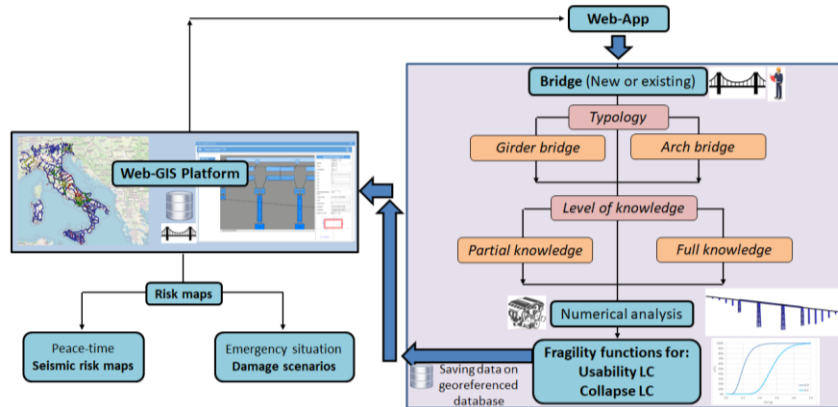 Web-App
Bridge (New or existing)
Typology
Girder bridge
Arch bridge
Web-GIS Platform
Level of knowledge
Partial knowledge
Full knowledge
Risk maps
Numerical analysis
Peace-time
Seismic risk maps
Emergency situation
Damage scenarios
Saving data on
georeferenced
database
Fragility functions for:
Usability LC
Collapse LC